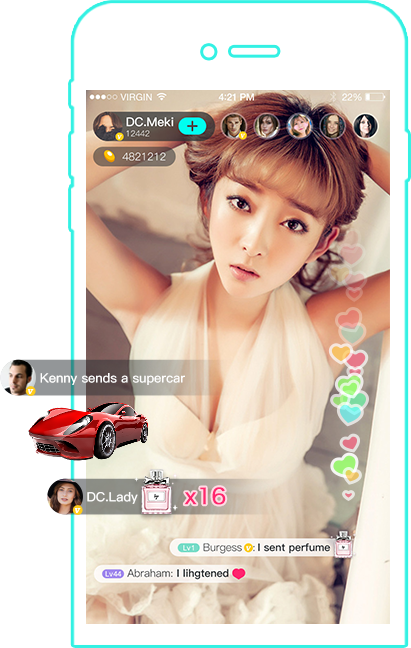 VIRGIN 4:21 PM 22%
DC.Meki
12442
4821212
Kenny sends a supercar
DC.Lady x16
Lv1 Burgess: I sent perfume
Lv44 Abraham: I lihgtened